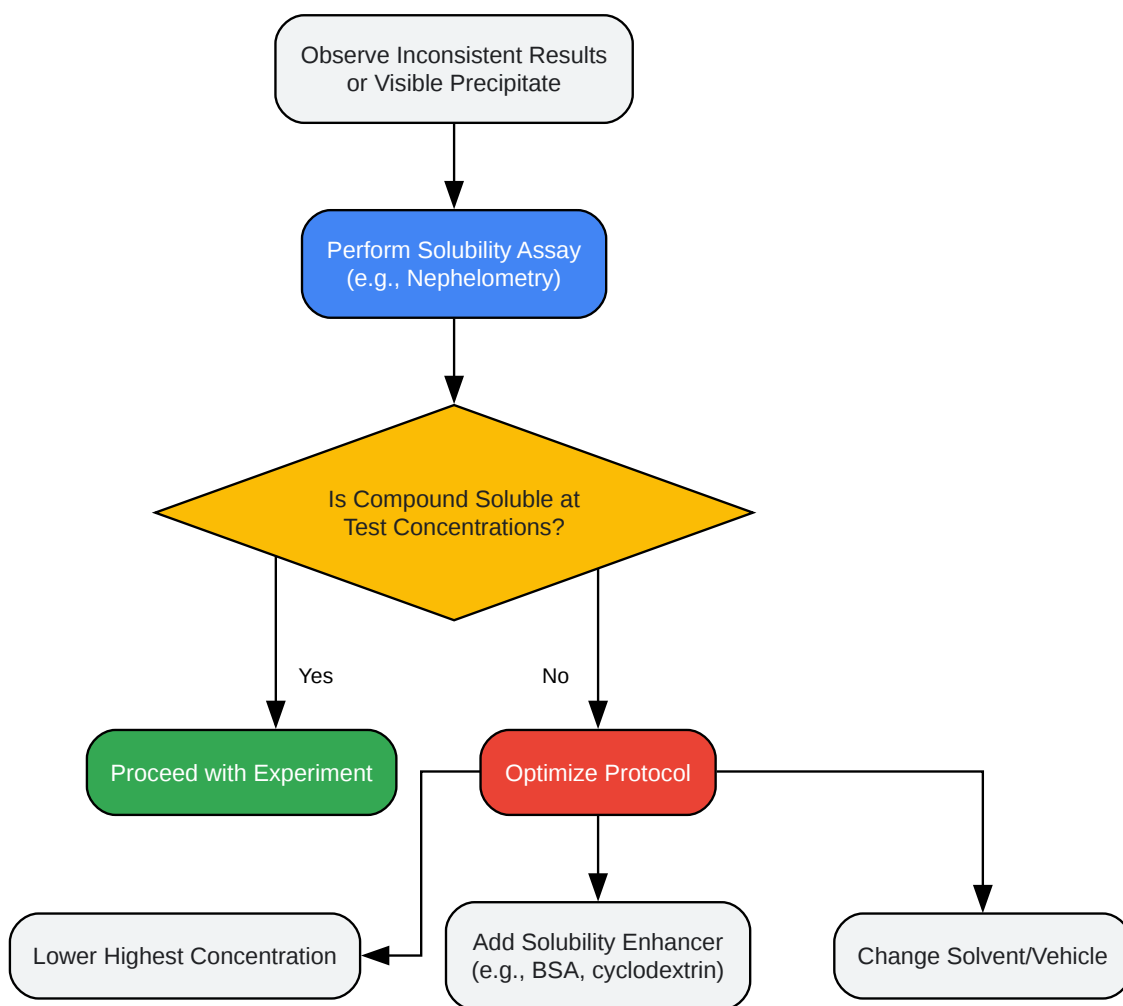 Observe Inconsistent Results
or Visible Precipitate
Perform Solubility Assay
(e.g., Nephelometry)
Is Compound Soluble at
Test Concentrations?
Yes
No
Proceed with Experiment
Optimize Protocol
Lower Highest Concentration
Add Solubility Enhancer
(e.g., BSA, cyclodextrin)
Change Solvent/Vehicle